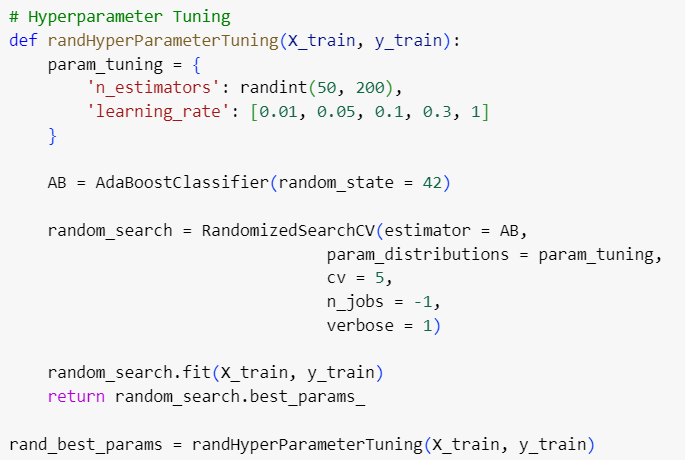 # Hyperparameter Tuning
def randHyperParameterTuning(X_train, y_train):
    param_tuning = {
        'n_estimators': randint(50, 200),
        'learning_rate': [0.01, 0.05, 0.1, 0.3, 1]
    }

    AB = AdaBoostClassifier(random_state = 42)

    random_search = RandomizedSearchCV(estimator = AB,
                                 param_distributions = param_tuning,
                                 cv = 5,
                                 n_jobs = -1,
                                 verbose = 1)

    random_search.fit(X_train, y_train)
    return random_search.best_params_

rand_best_params = randHyperParameterTuning(X_train, y_train)